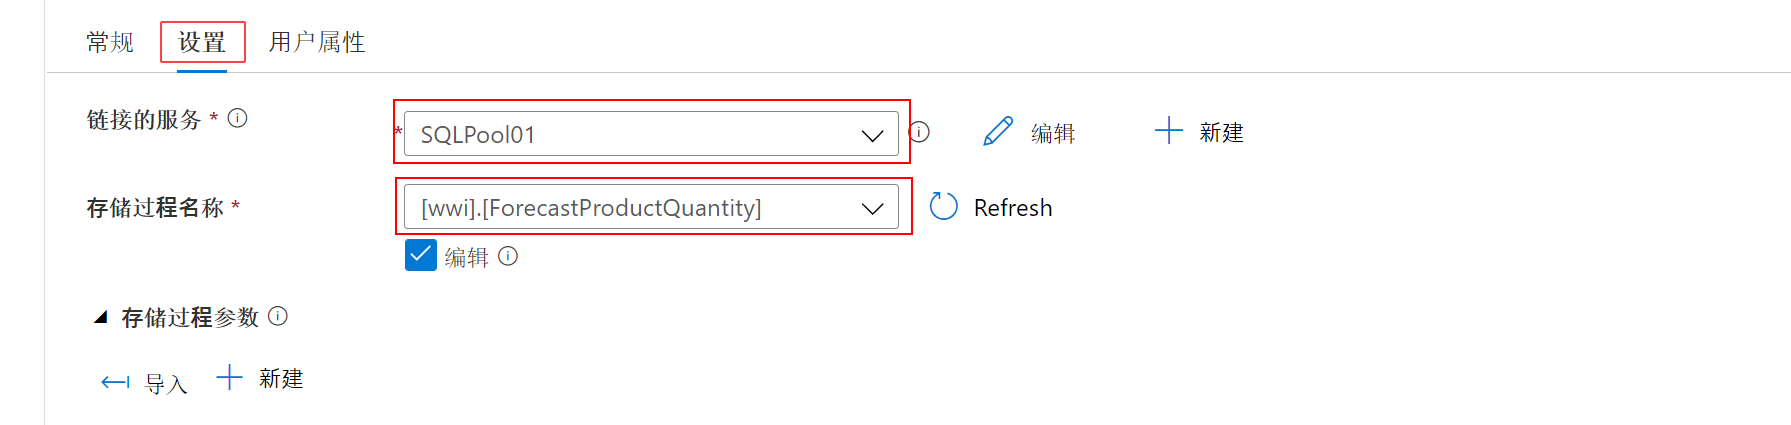 常规 设置 用户属性
链接的服务 * * SQLPool01 编辑 新建
存储过程名称 * [wwi].[ForecastProductQuantity] Refresh
编辑
存储过程参数
导入 新建